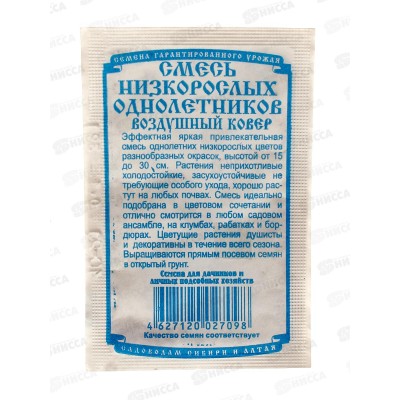 СЕМЕНА ГАРАНТИРОВАННОГО УРОЖАЯ
СМЕСЬ
НИЗКОРОСЛЫХ
ОДНОЛЕТНИКОВ
ВОЗДУШНЫЙ КОВЕР
Эффектная яркая привлекательная
смесь однолетних низкорослых цветов
разнообразных окрасок, высотой от 15
до 30 см. Растения неприхотливые
холодостойкие, засухоустойчивые не
требующие особого ухода, хорошо рас-
тут на любых почвах. Смесь идеально
подобрана в цветовом сочетании и
отлично смотрится в любом садовом
ансамбле, на клумбах, рабатках и бор-
дюрах. Цветущие растения душисты
и декоративны в течение всего сезона.
Выращиваются прямым посевом семян
в открытый грунт.
Семена для дачников и
личных подсобных хозяйств
4 627120 027098
Качество семян соответствует
САДОВОДАМ СИБИРИ И АЛТАЯ